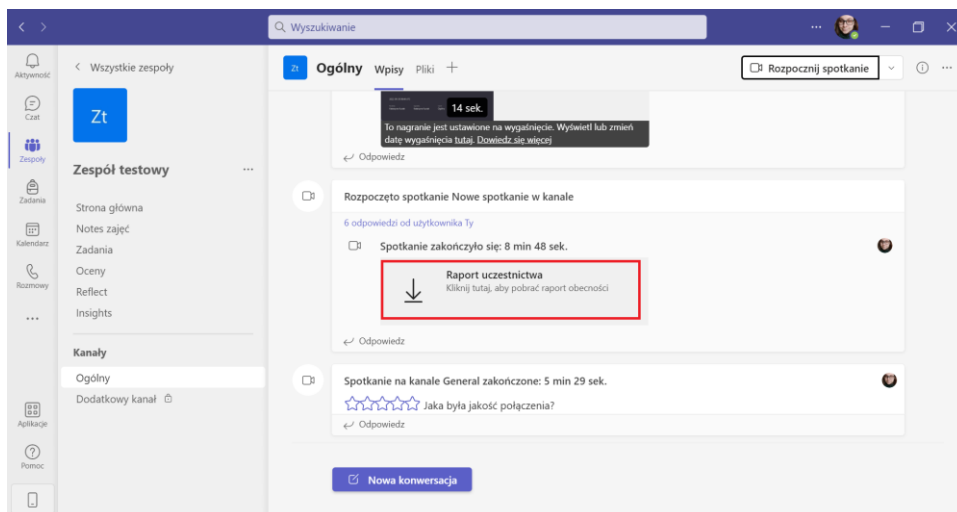 Wyszukiwanie
Aktywność
Czat
Zespoły
Zadania
Kalendarz
Rozmowy
Aplikacje
Pomoc
Wszystkie zespoły
Zt
Zespół testowy
Strona główna
Notes zajęć
Zadania
Oceny
Reflect
Insights
Kanały
Ogólny
Dodatkowy kanał
Zt Ogólny Wpisy Pliki
Rozpocznij spotkanie
14 sek.
To nagranie jest ustawione na wygaśnięcie. Wyświetl lub zmień
datę wygaśnięcia tutaj. Dowiedz się więcej
Odpowiedz
Rozpoczęto spotkanie Nowe spotkanie w kanale
6 odpowiedzi od użytkownika Ty
Spotkanie zakończyło się: 8 min 48 sek.
Raport uczestnictwa
Kliknij tutaj, aby pobrać raport obecności
Odpowiedz
Spotkanie na kanale General zakończone: 5 min 29 sek.
Jaka była jakość połączenia?
Odpowiedz
Nowa konwersacja